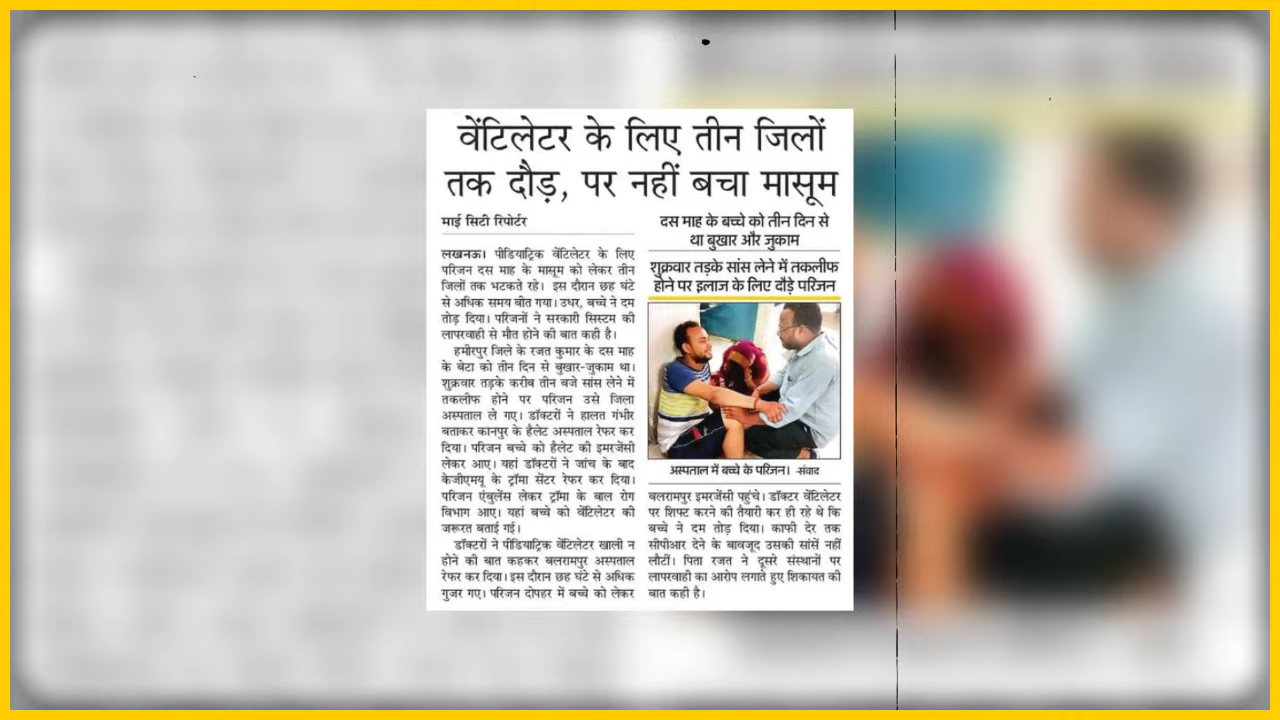 वेंटिलेटर के लिए तीन जिलों
तक दौड़, पर नहीं बचा मासूम
माई सिटी रिपोर्टर
लखनऊ। पीडियाट्रिक वेंटिलेटर के लिए
परिजन दस माह के मासूम को लेकर तीन
जिलों तक भटकते रहे। इस दौरान छह घंटे
से अधिक समय बीत गया। उधर, बच्चे ने दम
तोड़ दिया। परिजनों ने सरकारी सिस्टम की
लापरवाही से मौत होने की बात कही है।
हमीरपुर जिले के रजत कुमार के दस माह
के बेटा को तीन दिन से बुखार-जुकाम था।
शुक्रवार तड़के करीब तीन बजे सांस लेने में
तकलीफ होने पर परिजन उसे जिला
अस्पताल ले गए। डॉक्टरों ने हालत गंभीर
बताकर कानपुर के हैलेट अस्पताल रेफर कर
दिया। परिजन बच्चे को हैलेट की इमरजेंसी
लेकर आए। यहां डॉक्टरों ने जांच के बाद
केजीएमयू के ट्रॉमा सेंटर रेफर कर दिया।
परिजन एंबुलेंस लेकर ट्रॉमा के बाल रोग
विभाग आए। यहां बच्चे को वेंटिलेटर की
जरूरत बताई गई।
डॉक्टरों ने पीडियाट्रिक वेंटिलेटर खाली न
होने की बात कहकर बलरामपुर अस्पताल
रेफर कर दिया। इस दौरान छह घंटे से अधिक
गुजर गए। परिजन दोपहर में बच्चे को लेकर
दस माह के बच्चे को तीन दिन से
था बुखार और जुकाम
शुक्रवार तड़के सांस लेने में तकलीफ
होने पर इलाज के लिए दौड़े परिजन
अस्पताल में बच्चे के परिजन। -संवाद
बलरामपुर इमरजेंसी पहुंचे। डॉक्टर वेंटिलेटर
पर शिफ्ट करने की तैयारी कर ही रहे थे कि
बच्चे ने दम तोड़ दिया। काफी देर तक
सीपीआर देने के बावजूद उसकी सांसें नहीं
लौटीं। पिता रजत ने दूसरे संस्थानों पर
लापरवाही का आरोप लगाते हुए शिकायत की
बात कही है।